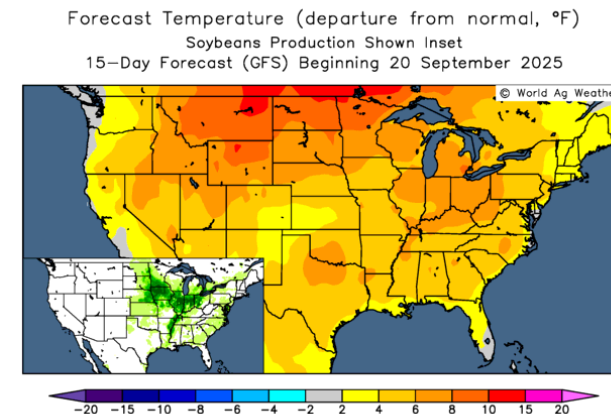 Forecast Temperature (departure from normal, °F)
Soybeans Production Shown Inset
15-Day Forecast (GFS) Beginning 20 September 2025
© World Ag Weathe
-20 -15 -10 -8 -6 -4 -2 2 4 6 8 10 15 20